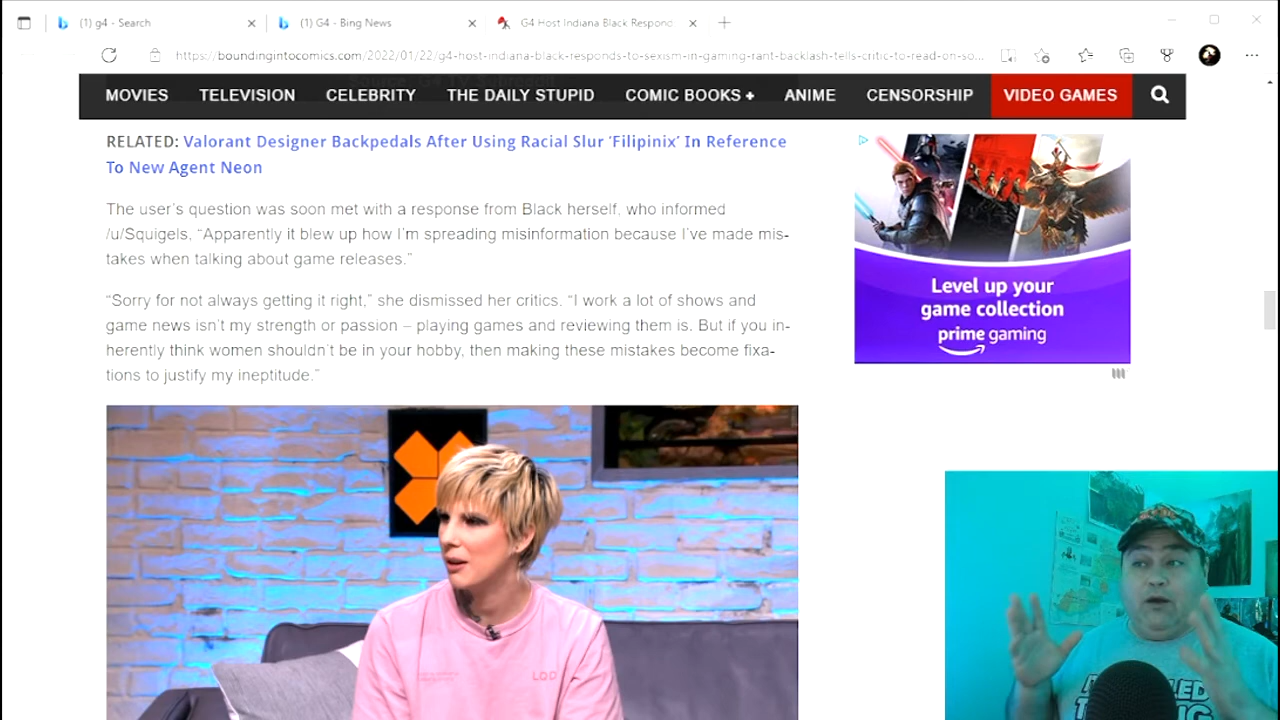 (1) g4 - Search
(1) G4 - Bing News
G4 Host Indiana Black Respond
https://boundingintocomics.com/2022/01/22/g4-host-indiana-black-responds-to-sexism-in-gaming-rant-backlash-tells-critic-to-read-on-so...
MOVIES TELEVISION CELEBRITY THE DAILY STUPID COMIC BOOKS + ANIME CENSORSHIP VIDEO GAMES
RELATED: Valorant Designer Backpedals After Using Racial Slur ‘Filipinix’ In Reference
To New Agent Neon
The user’s question was soon met with a response from Black herself, who informed
/u/Squigels, “Apparently it blew up how I’m spreading misinformation because I’ve made mis-
takes when talking about game releases.”
“Sorry for not always getting it right,” she dismissed her critics. “I work a lot of shows and
game news isn’t my strength or passion – playing games and reviewing them is. But if you in-
herently think women shouldn’t be in your hobby, then making these mistakes become fixa-
tions to justify my ineptitude.”
Level up your
game collection
prime gaming